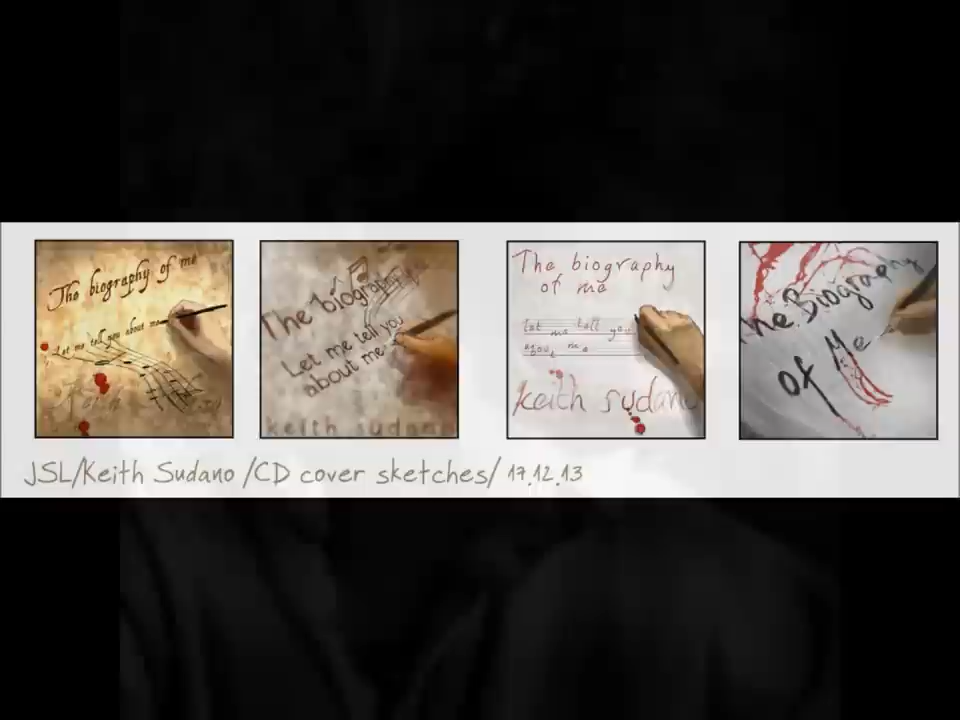 The biography of me
Let me tell you about me
The biography
Let me tell you
about me
keith sudano
The biography
of me
Let me tell you
about me
keith sudano
The Biography
Of Me
JSL/Keith Sudano /CD cover sketches/ 17.12.13